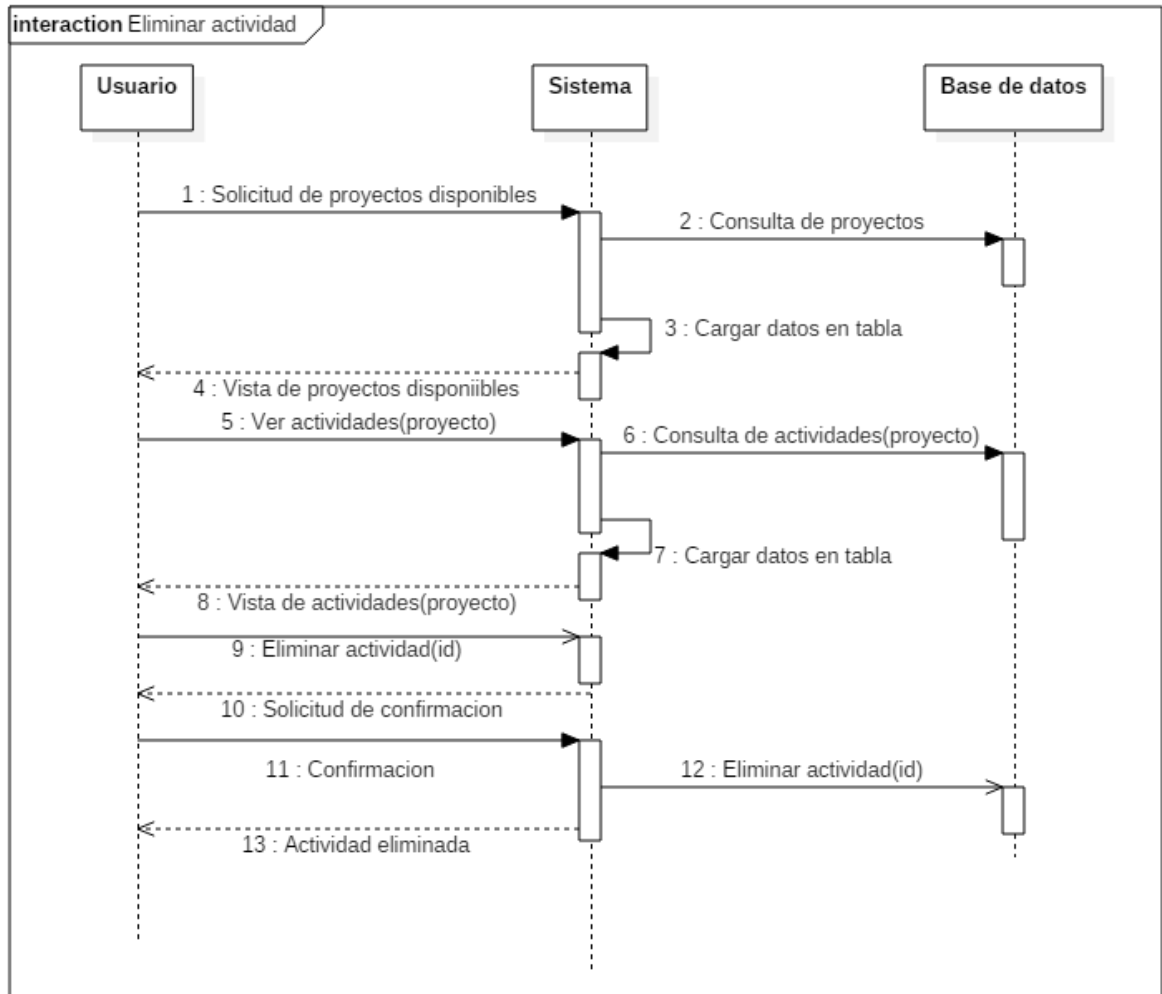 interaction Eliminar actividad
Usuario
Sistema
Base de datos
1 : Solicitud de proyectos disponibles
2 : Consulta de proyectos
3 : Cargar datos en tabla
4 : Vista de proyectos disponiibles
5 : Ver actividades(proyecto)
6 : Consulta de actividades(proyecto)
7 : Cargar datos en tabla
8 : Vista de actividades(proyecto)
9 : Eliminar actividad(id)
10 : Solicitud de confirmacion
11 : Confirmacion
12 : Eliminar actividad(id)
13 : Actividad eliminada